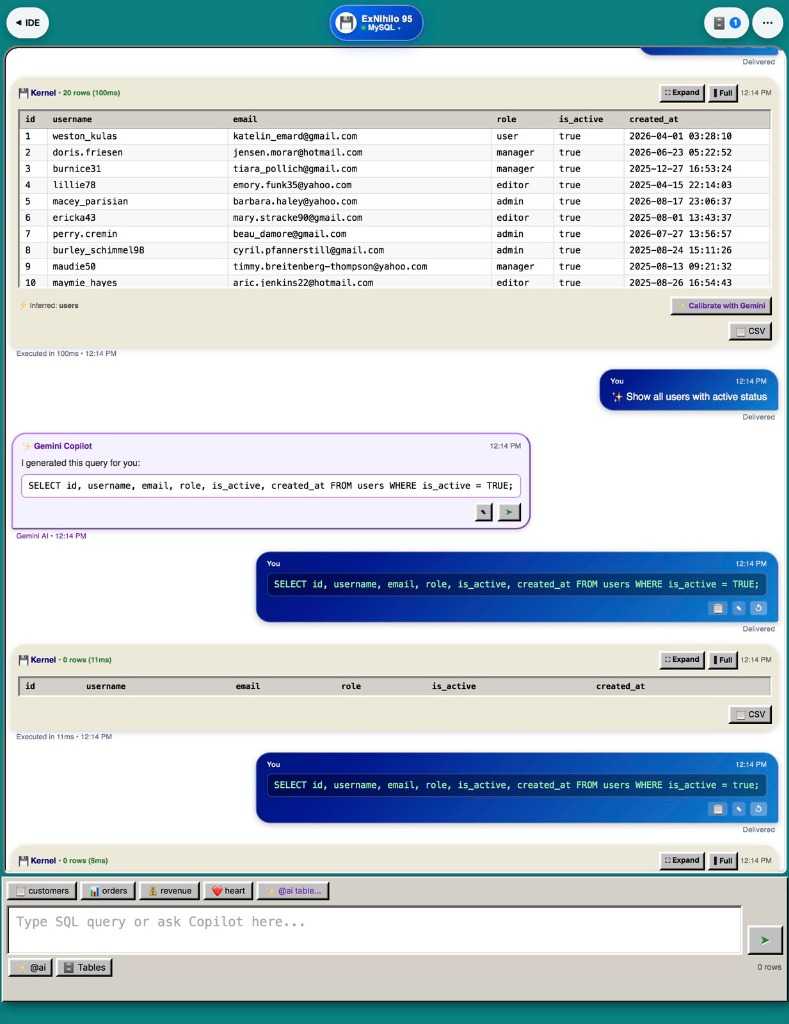 ◄ IDE
ExNihilo 95
MySQL
1
...
Delivered
Kernel • 20 rows (100ms)
Expand
Full
12:14 PM
id username email role is_active created_at
1 weston_kulas katelin_emard@gmail.com user true 2026-04-01 03:28:10
2 doris.friesen jensen.morar@hotmail.com manager true 2026-06-23 05:22:52
3 burnice31 tiara_pollich@gmail.com manager true 2025-12-27 16:53:24
4 lillie78 emory.funk35@yahoo.com editor true 2025-04-15 22:14:03
5 macey_parisian barbara.haley@yahoo.com admin true 2026-08-17 23:06:37
6 ericka43 mary.stracke90@gmail.com editor true 2025-08-01 13:43:37
7 perry.cremin beau_damore@gmail.com admin true 2026-07-27 13:56:57
8 burley_schimmel98 cyril.pfannerstill@gmail.com admin true 2025-08-24 15:11:26
9 maudie50 timmy.breitenberg-thompson@yahoo.com manager true 2025-08-13 09:21:32
10 maymie_hayes aric.jenkins22@hotmail.com editor true 2025-08-26 16:54:43
Inferred: users
Calibrate with Gemini
CSV
Executed in 100ms • 12:14 PM
You 12:14 PM
Show all users with active status
Delivered
Gemini Copilot 12:14 PM
I generated this query for you:
SELECT id, username, email, role, is_active, created_at FROM users WHERE is_active = TRUE;
Gemini AI • 12:14 PM
You 12:14 PM
SELECT id, username, email, role, is_active, created_at FROM users WHERE is_active = TRUE;
Delivered
Kernel • 0 rows (11ms)
Expand
Full
12:14 PM
id username email role is_active created_at
CSV
Executed in 11ms • 12:14 PM
You 12:14 PM
SELECT id, username, email, role, is_active, created_at FROM users WHERE is_active = true;
Delivered
Kernel • 0 rows (5ms)
Expand
Full
12:14 PM
customers
orders
revenue
heart
@ai table...
Type SQL query or ask Copilot here...
@ai
Tables
0 rows